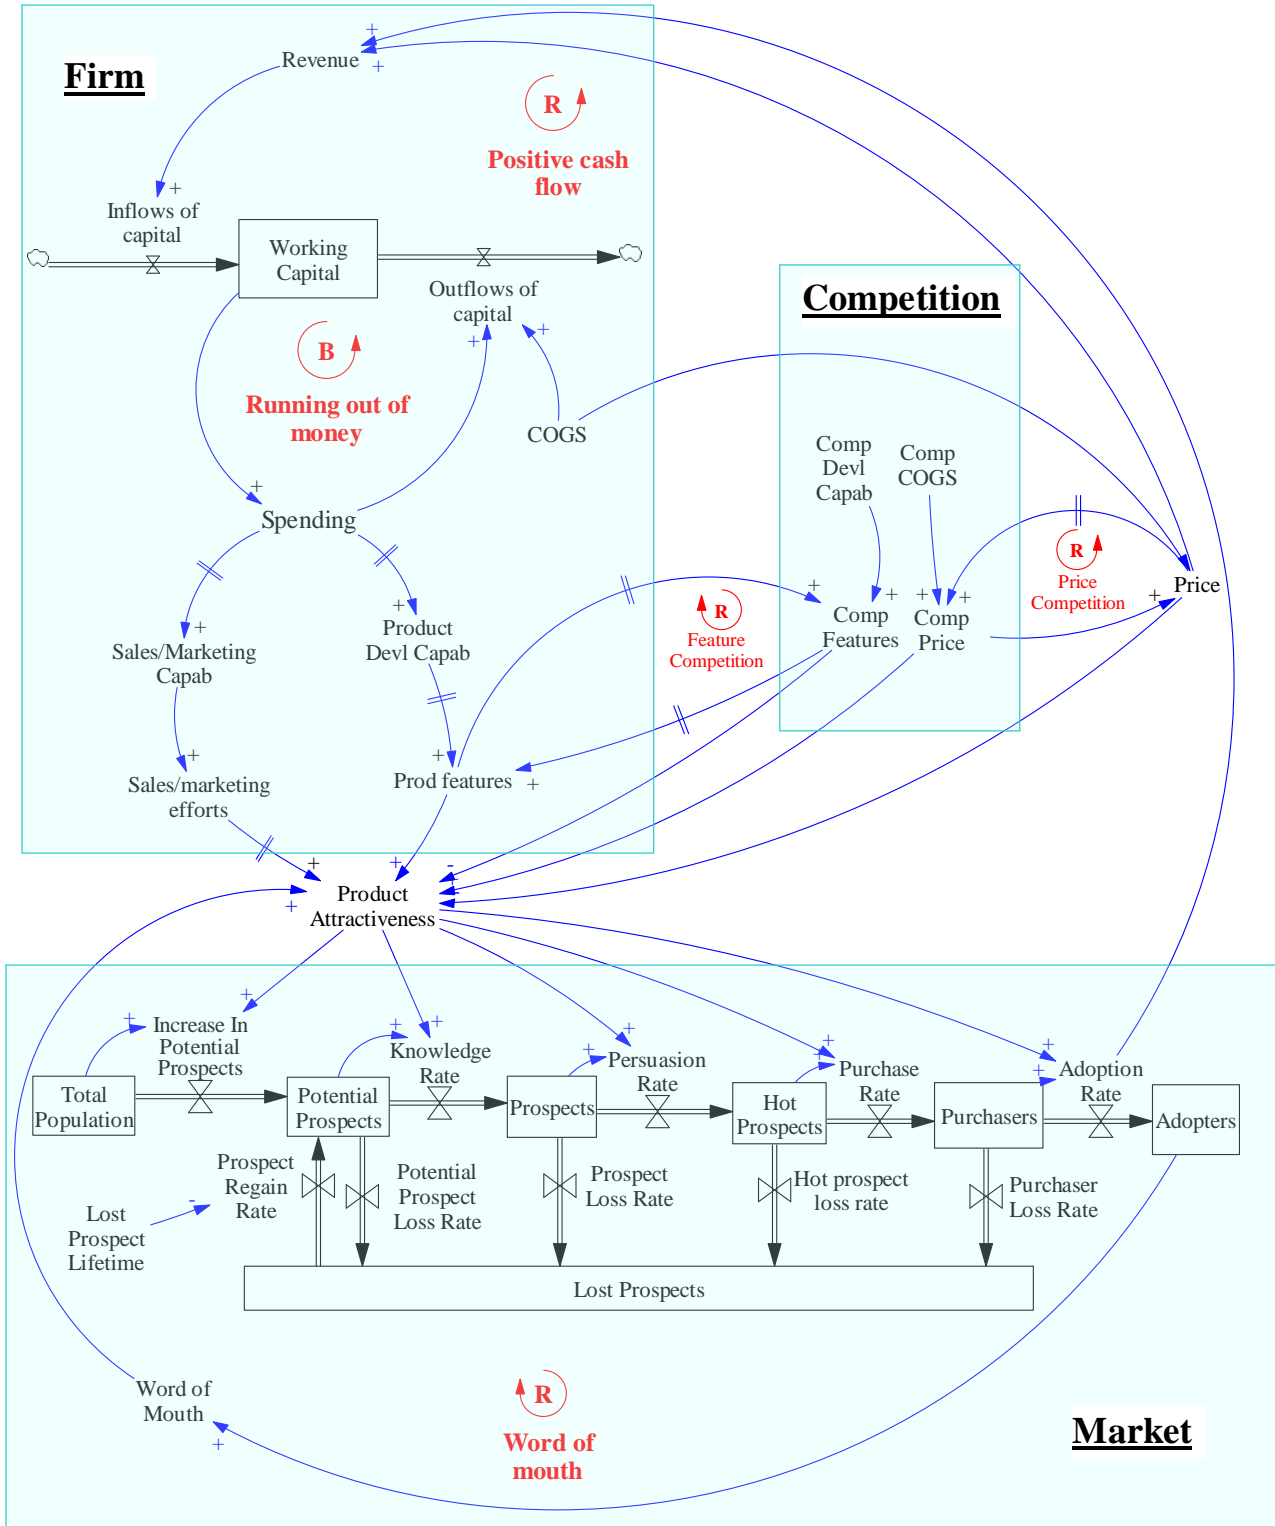 Firm
Revenue
+
+
R
Positive cash
flow
+
Inflows of
capital
Working
Capital
Outflows of
capital
+
+
B
Running out of
money
COGS
+
Spending
+
Sales/Marketing
Capab
+
Product
Devl Capab
+
Sales/marketing
efforts
+
Prod features
+
Competition
Comp
Devl
Capab
Comp
COGS
+
+
Comp
Features
+
+
Comp
Price
R
Feature
Competition
R
Price
Competition
+
Price
+
+
-
+
Product
Attractiveness
+
+
+
+
+
Increase In
Potential
Prospects
+
Knowledge
Rate
+
Persuasion
Rate
+
Purchase
Rate
+
Adoption
Rate
+
+
Total
Population
Potential
Prospects
Prospects
Hot
Prospects
Purchasers
Adopters
Prospect
Regain
Rate
Potential
Prospect
Loss Rate
Prospect
Loss Rate
Hot prospect
loss rate
Purchaser
Loss Rate
-
Lost
Prospect
Lifetime
Lost Prospects
Word of
Mouth
+
R
Word of
mouth
Market